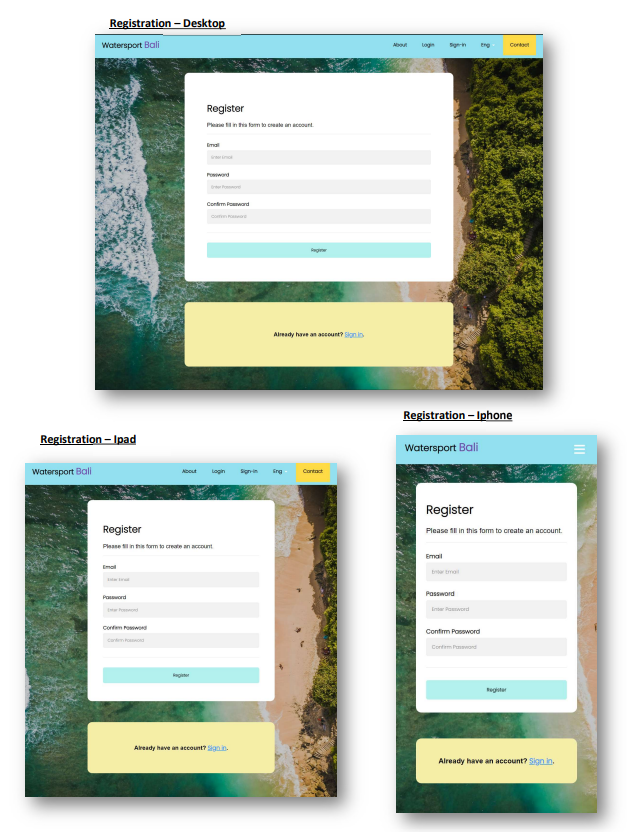 Registration – Desktop
Watersport Bali
About Login Sign-In Eng Contact
Register
Please fill in this form to create an account.
Email
Enter Email
Password
Enter Password
Confirm Password
Confirm Password
Register
Already have an account? Sign in.
Registration – Iphone
Registration – Ipad
Watersport Bali
About Login Sign-In Eng Contact
Register
Please fill in this form to create an account.
Email
Enter Email
Password
Enter Password
Confirm Password
Confirm Password
Register
Already have an account? Sign in.
Watersport Bali
Register
Please fill in this form to create an account.
Email
Enter Email
Password
Enter Password
Confirm Password
Confirm Password
Register
Already have an account? Sign in.